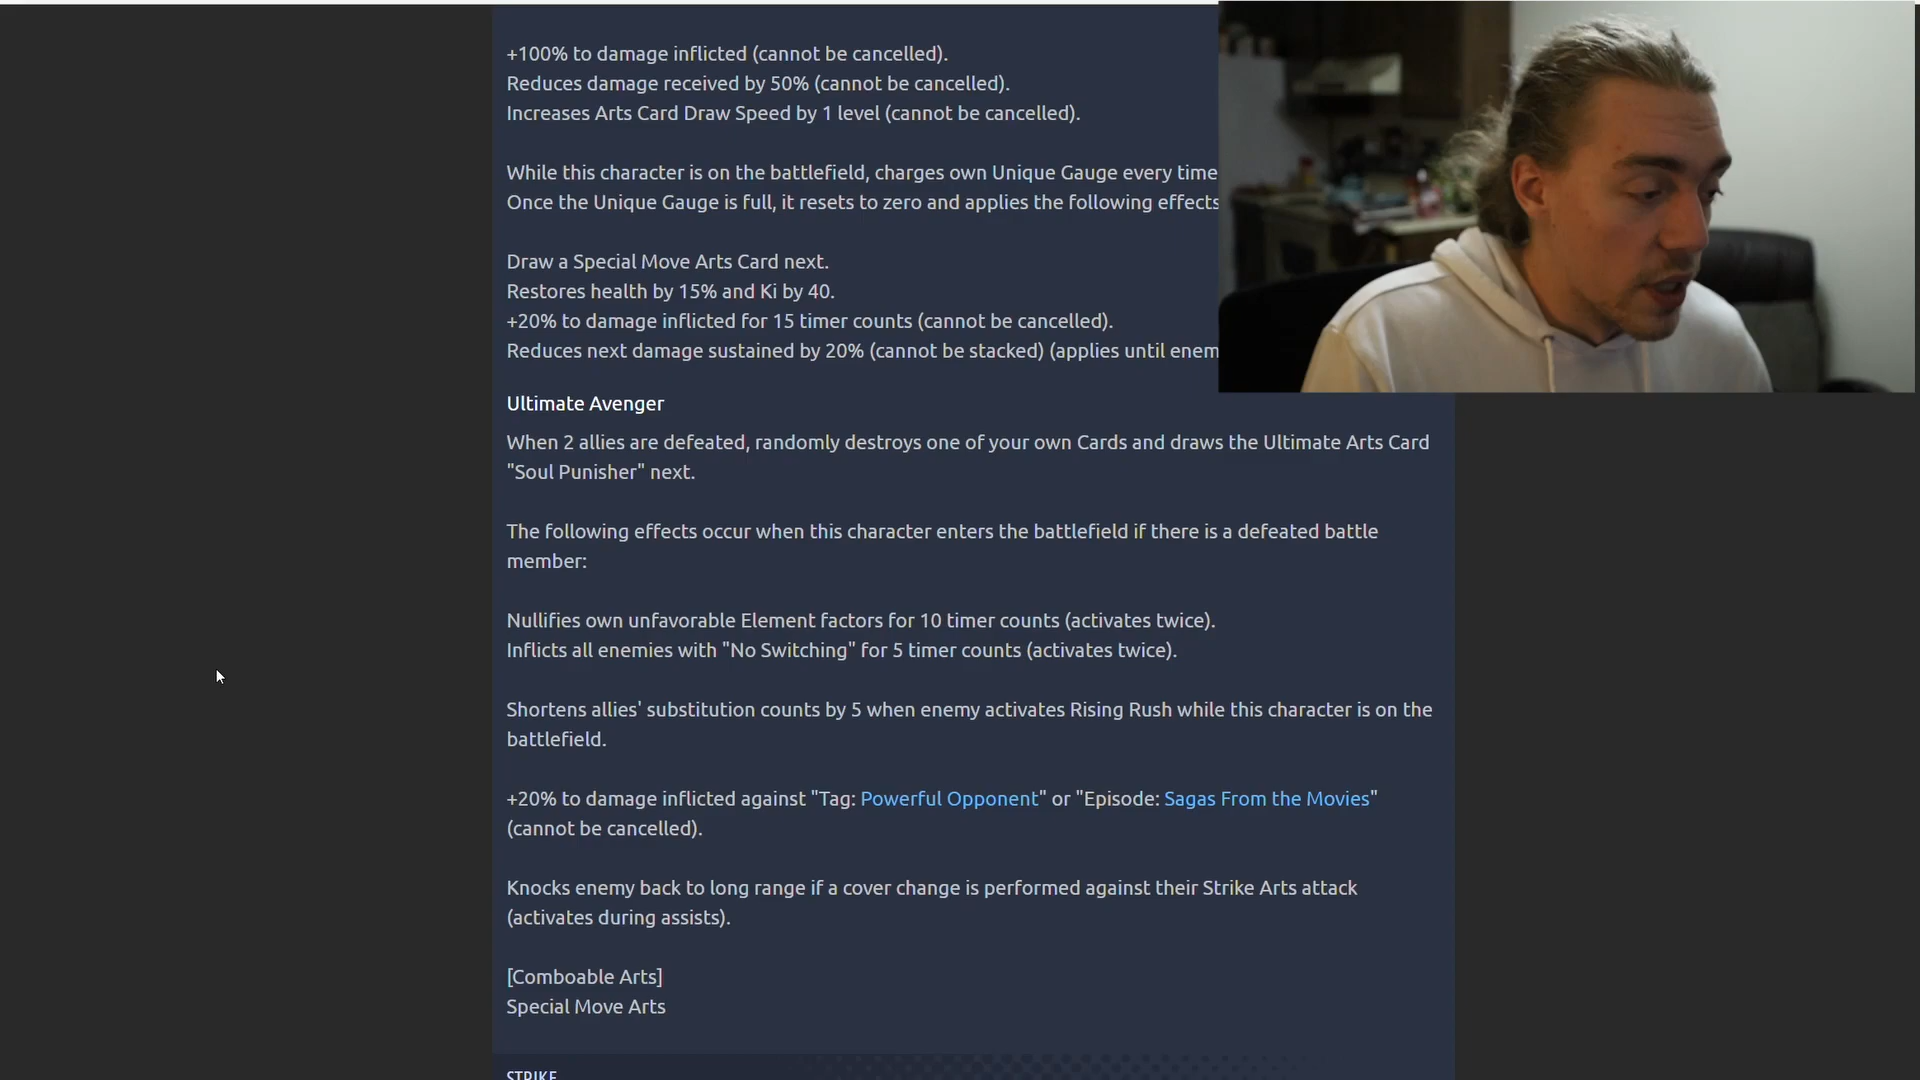 +100% to damage inflicted (cannot be cancelled).
Reduces damage received by 50% (cannot be cancelled).
Increases Arts Card Draw Speed by 1 level (cannot be cancelled).
While this character is on the battlefield, charges own Unique Gauge every time
Once the Unique Gauge is full, it resets to zero and applies the following effects
Draw a Special Move Arts Card next.
Restores health by 15% and Ki by 40.
+20% to damage inflicted for 15 timer counts (cannot be cancelled).
Reduces next damage sustained by 20% (cannot be stacked) (applies until enem
Ultimate Avenger
When 2 allies are defeated, randomly destroys one of your own Cards and draws the Ultimate Arts Card
"Soul Punisher" next.
The following effects occur when this character enters the battlefield if there is a defeated battle
member:
Nullifies own unfavorable Element factors for 10 timer counts (activates twice).
Inflicts all enemies with "No Switching" for 5 timer counts (activates twice).
Shortens allies' substitution counts by 5 when enemy activates Rising Rush while this character is on the
battlefield.
+20% to damage inflicted against "Tag: Powerful Opponent" or "Episode: Sagas From the Movies"
(cannot be cancelled).
Knocks enemy back to long range if a cover change is performed against their Strike Arts attack
(activates during assists).
[Comboable Arts]
Special Move Arts
STRIKE